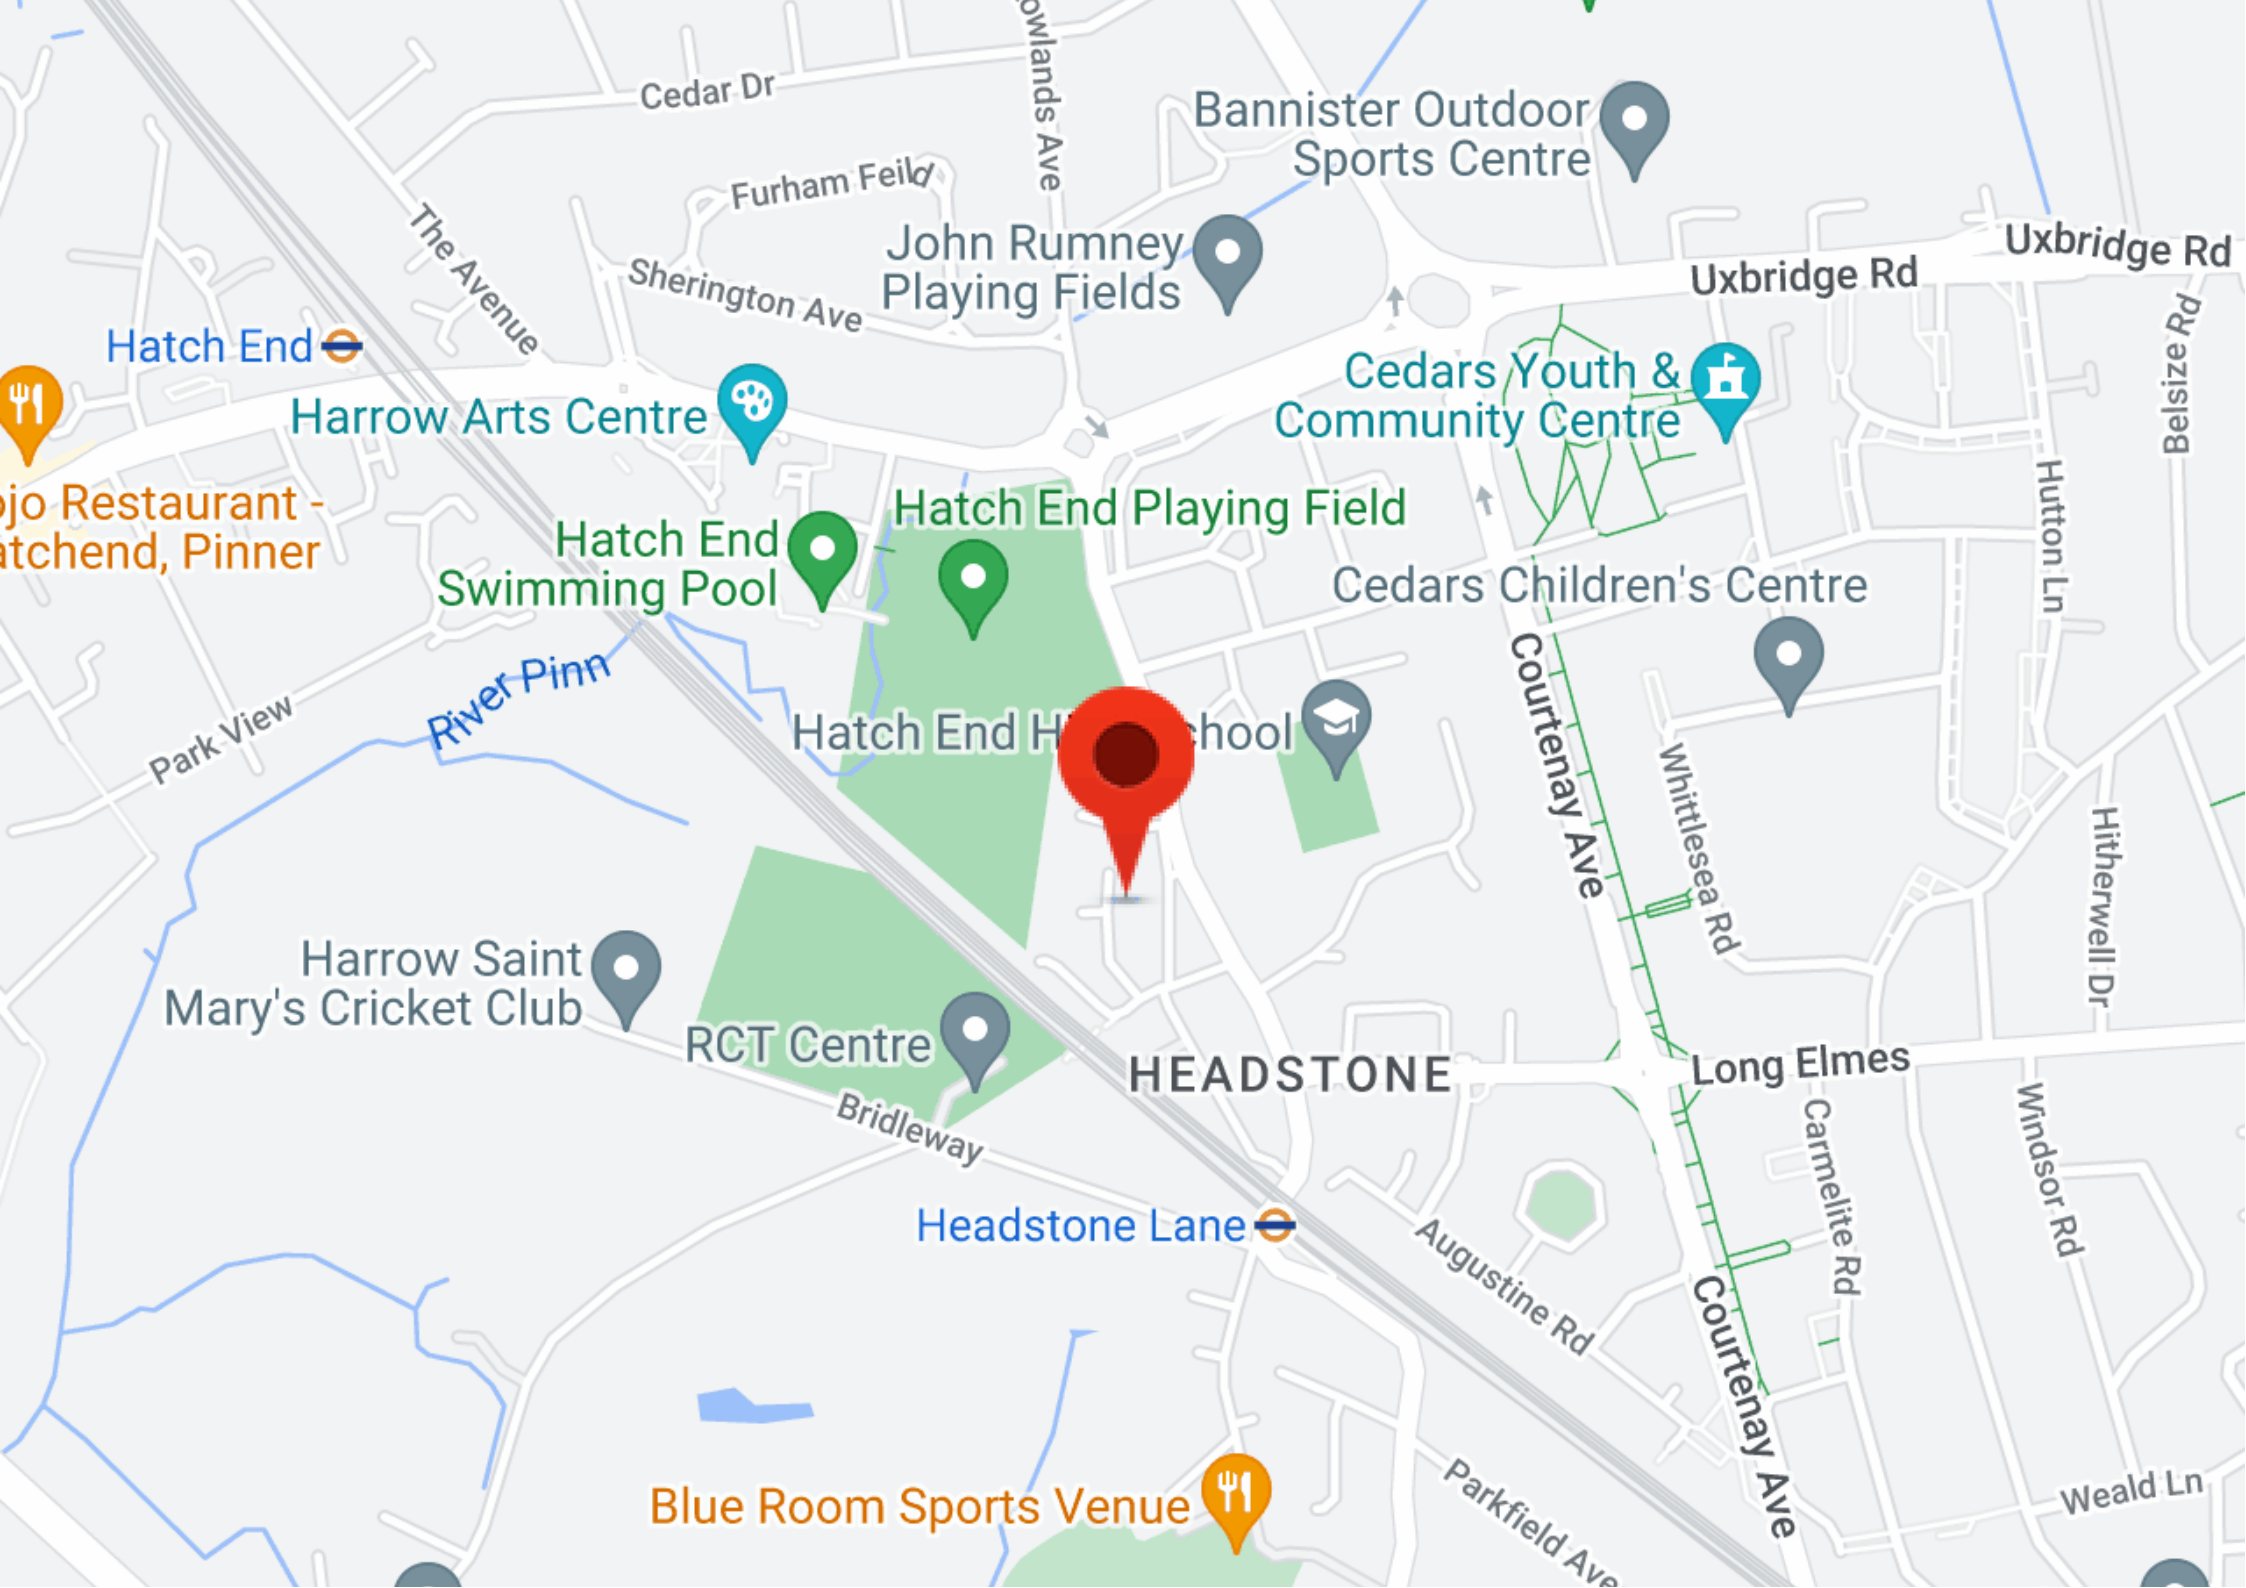 owlands Ave
Cedar Dr
Bannister Outdoor
Sports Centre
Furham Feild
The Avenue
John Rumney
Playing Fields
Sherington Ave
Uxbridge Rd
Uxbridge Rd
Belsize Rd
Hatch End
Harrow Arts Centre
Cedars Youth &
Community Centre
ojo Restaurant -
atchend, Pinner
Hatch End
Swimming Pool
Hatch End Playing Field
Hutton Ln
Cedars Children's Centre
River Pinn
Park View
Hatch End H
chool
Courtenay Ave
Whittlesea Rd
Hitherwell Dr
Harrow Saint
Mary's Cricket Club
RCT Centre
HEADSTONE
Long Elmes
Bridleway
Carmelite Rd
Windsor Rd
Headstone Lane
Augustine Rd
Courtenay Ave
Blue Room Sports Venue
Parkfield Ave
Weald Ln